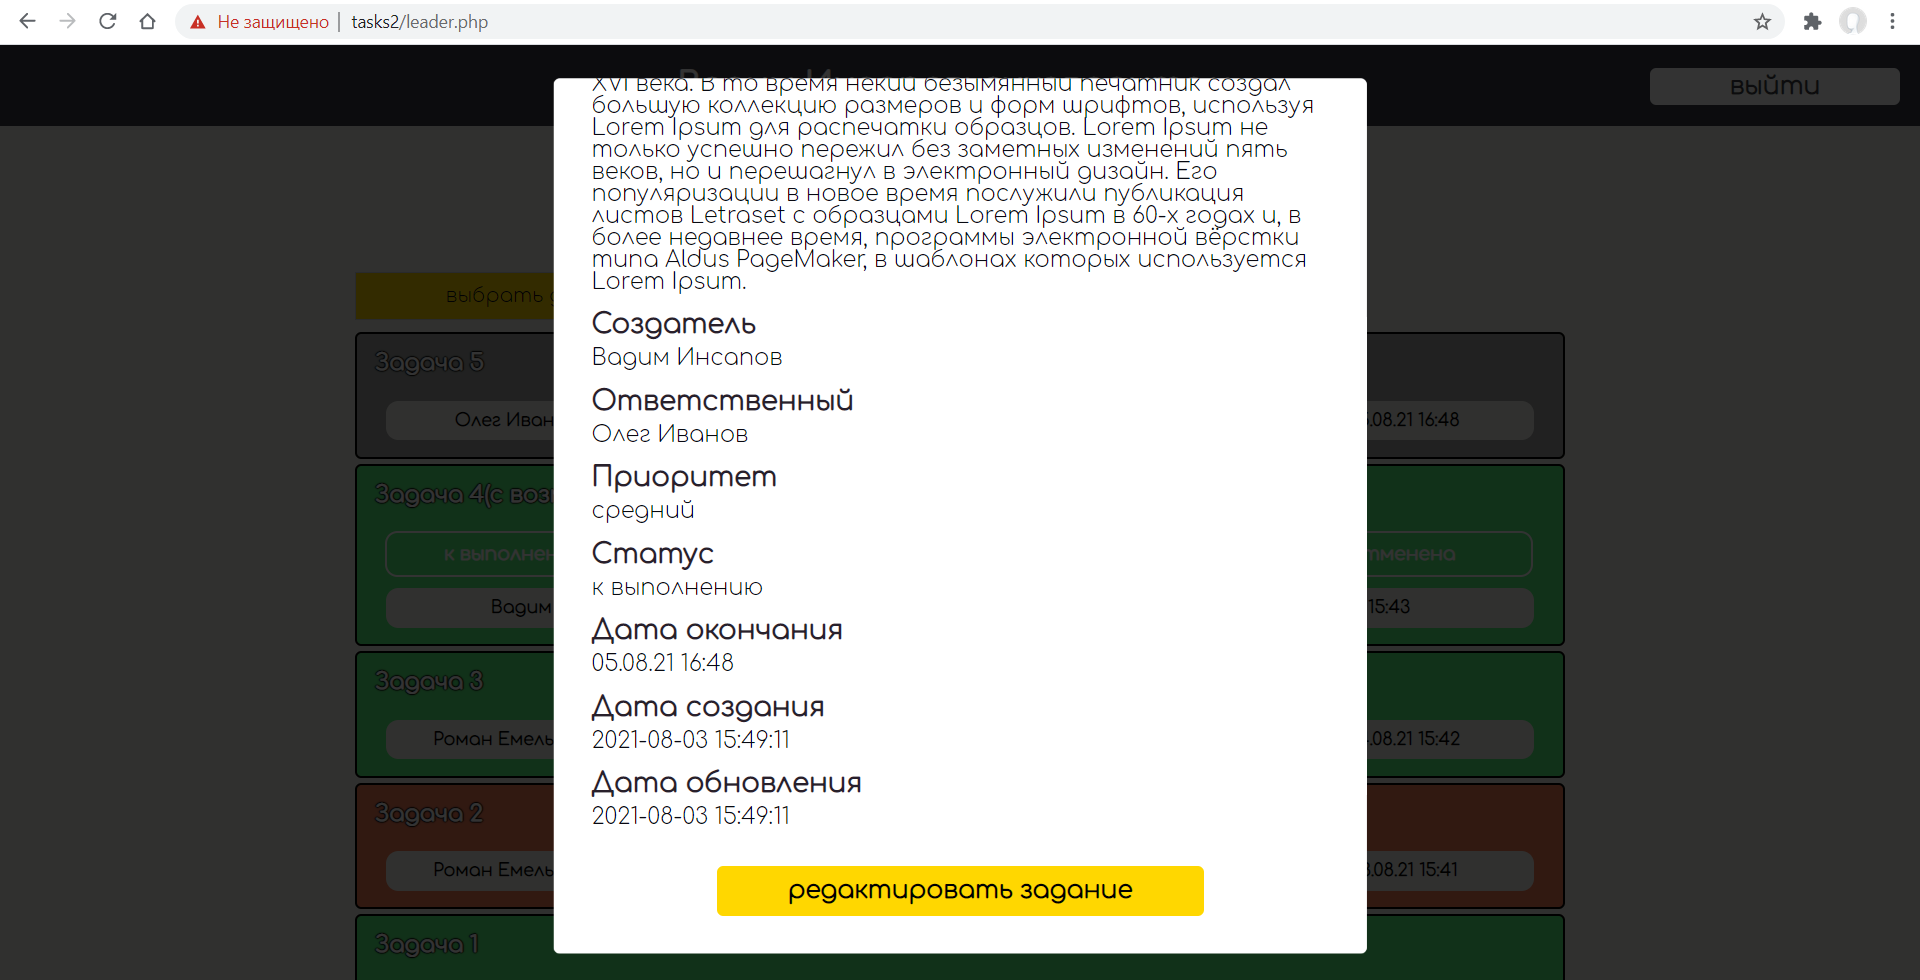 Не защищено | tasks2/leader.php
выйти
XVI века. В то время некий безымянный печатник создал
большую коллекцию размеров и форм шрифтов, используя
Lorem Ipsum для распечатки образцов. Lorem Ipsum не
только успешно пережил без заметных изменений пять
веков, но и перешагнул в электронный дизайн. Его
популяризации в новое время послужили публикация
листов Letraset с образцами Lorem Ipsum в 60-х годах и, в
более недавнее время, программы электронной вёрстки
типа Aldus PageMaker, в шаблонах которых используется
Lorem Ipsum.
Создатель
Вадим Инсапов
Ответственный
Олег Иванов
Приоритет
средний
Статус
к выполнению
Дата окончания
05.08.21 16:48
Дата создания
2021-08-03 15:49:11
Дата обновления
2021-08-03 15:49:11
редактировать задание
выбрать
Задача 5
Олег Иван
.08.21 16:48
Задача 4(с воз
к выполнен
тменена
Вадим
15:43
Задача 3
Роман Емель
.08.21 15:42
Задача 2
Роман Емель
.08.21 15:41
Задача 1